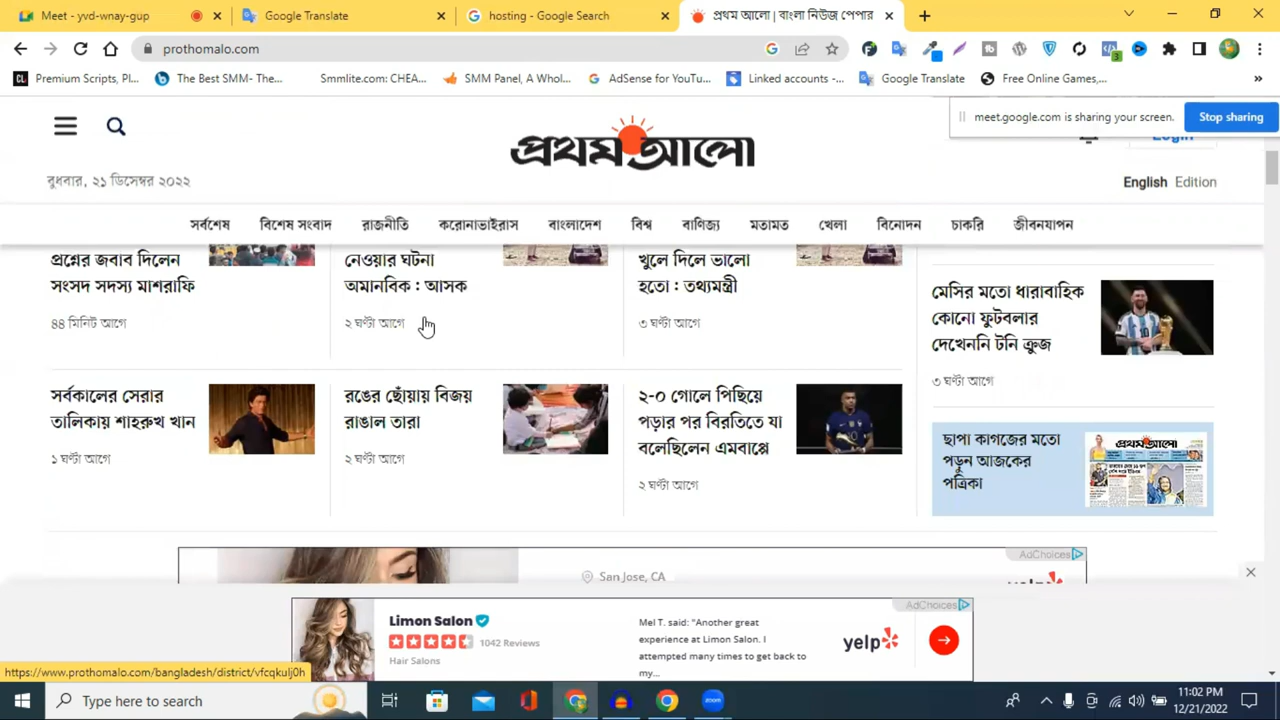 Meet - yvd-wnay-gup
Google Translate
hosting - Google Search
প্রথম আলো | বাংলা নিউজ পেপার
prothomalo.com
Premium Scripts, Pl...
The Best SMM- The...
Smmlite.com: CHEA...
SMM Panel, A Whol...
AdSense for YouTu...
Linked accounts -...
Google Translate
Free Online Games,...
meet.google.com is sharing your screen.
Stop sharing
Login
প্রথম আলো
বুধবার, ২১ ডিসেম্বর ২০২২
English Edition
সর্বশেষ
বিশেষ সংবাদ
রাজনীতি
করোনাভাইরাস
বাংলাদেশ
বিশ্ব
বাণিজ্য
মতামত
খেলা
বিনোদন
চাকরি
জীবনযাপন
প্রশ্নের জবাব দিলেন
সংসদ সদস্য মাশরাফি
৪৪ মিনিট আগে
নেওয়ার ঘটনা
অমানবিক : আসক
২ ঘণ্টা আগে
খুলে দিলে ভালো
হতো : তথ্যমন্ত্রী
৩ ঘণ্টা আগে
মেসির মতো ধারাবাহিক
কোনো ফুটবলার
দেখেননি টনি ক্রুজ
৩ ঘণ্টা আগে
সর্বকালের সেরার
তালিকায় শাহরুখ খান
১ ঘণ্টা আগে
রঙের ছোঁয়ায় বিজয়
রাঙাল তারা
২ ঘণ্টা আগে
২-০ গোলে পিছিয়ে
পড়ার পর বিরতিতে যা
বলেছিলেন এমবাপ্পে
২ ঘণ্টা আগে
ছাপা কাগজের মতো
পড়ুন আজকের
পত্রিকা
প্রথম আলো
AdChoices
San Jose, CA
AdChoices
Limon Salon
1042 Reviews
Hair Salons
Mel T. said: "Another great
experience at Limon Salon. I
attempted many times to get back to
my...
yelp
https://www.prothomalo.com/bangladesh/district/vfcqkulj0h
Type here to search
zoom
11:02 PM
12/21/2022